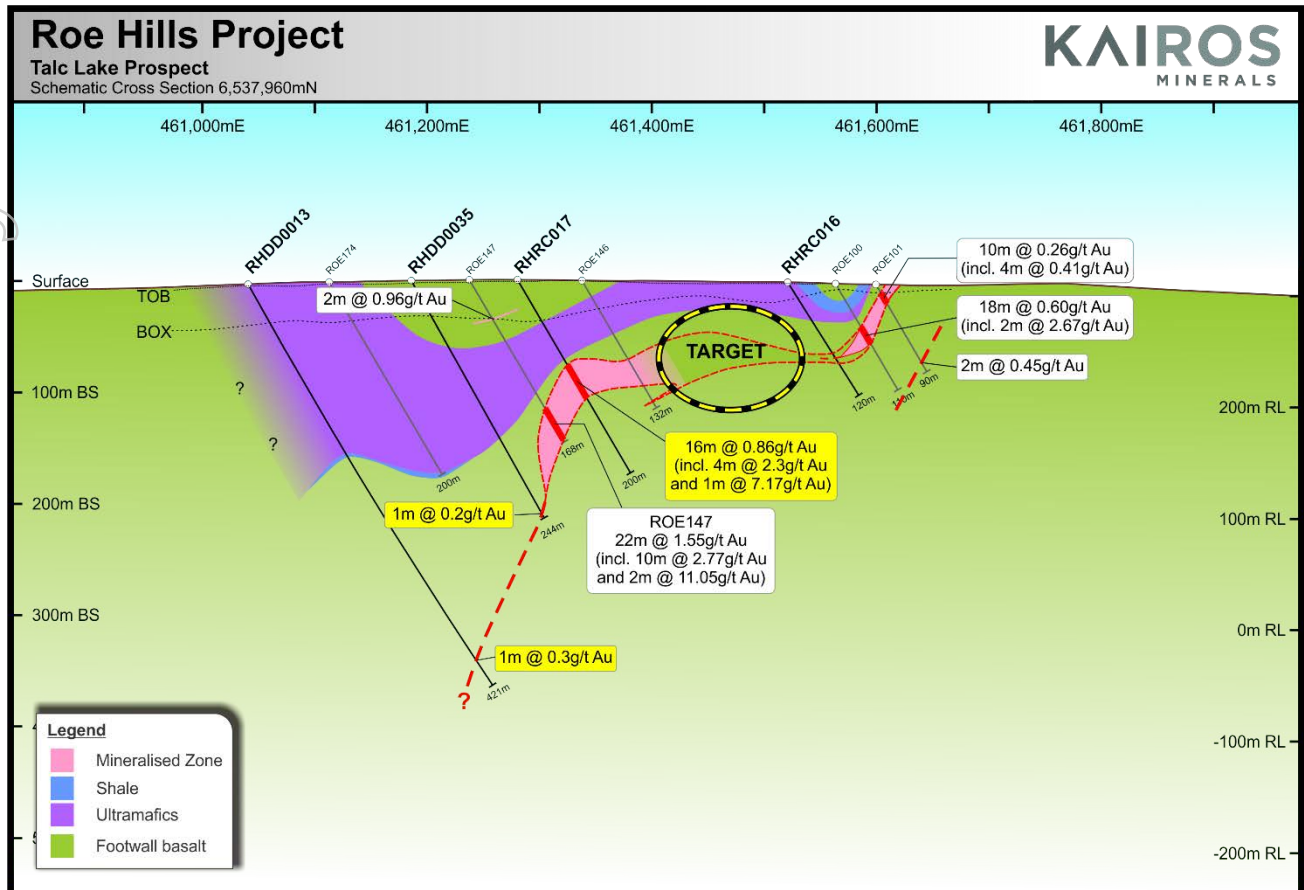 Roe Hills Project
Talc Lake Prospect
Schematic Cross Section 6,537,960mN
KAIROS
MINERALS
461,000mE
461,200mE
461,400mE
461,600mE
461,800mE
RHDD0013
ROE174
RHDD0035
ROE147
RHRC017
ROE146
RHRC016
ROE100
ROE101
Surface
TOB
BOX
100m BS
200m BS
300m BS
200m RL
100m RL
0m RL
-100m RL
-200m RL
2m @ 0.96g/t Au
10m @ 0.26g/t Au
(incl. 4m @ 0.41g/t Au)
18m @ 0.60g/t Au
(incl. 2m @ 2.67g/t Au)
2m @ 0.45g/t Au
TARGET
?
?
90m
120m
132m
16m @ 0.86g/t Au
(incl. 4m @ 2.3g/t Au
and 1m @ 7.17g/t Au)
168m
200m
200m
1m @ 0.2g/t Au
244m
ROE147
22m @ 1.55g/t Au
(incl. 10m @ 2.77g/t Au
and 2m @ 11.05g/t Au)
1m @ 0.3g/t Au
421m
?
Legend
Mineralised Zone
Shale
Ultramafics
Footwall basalt